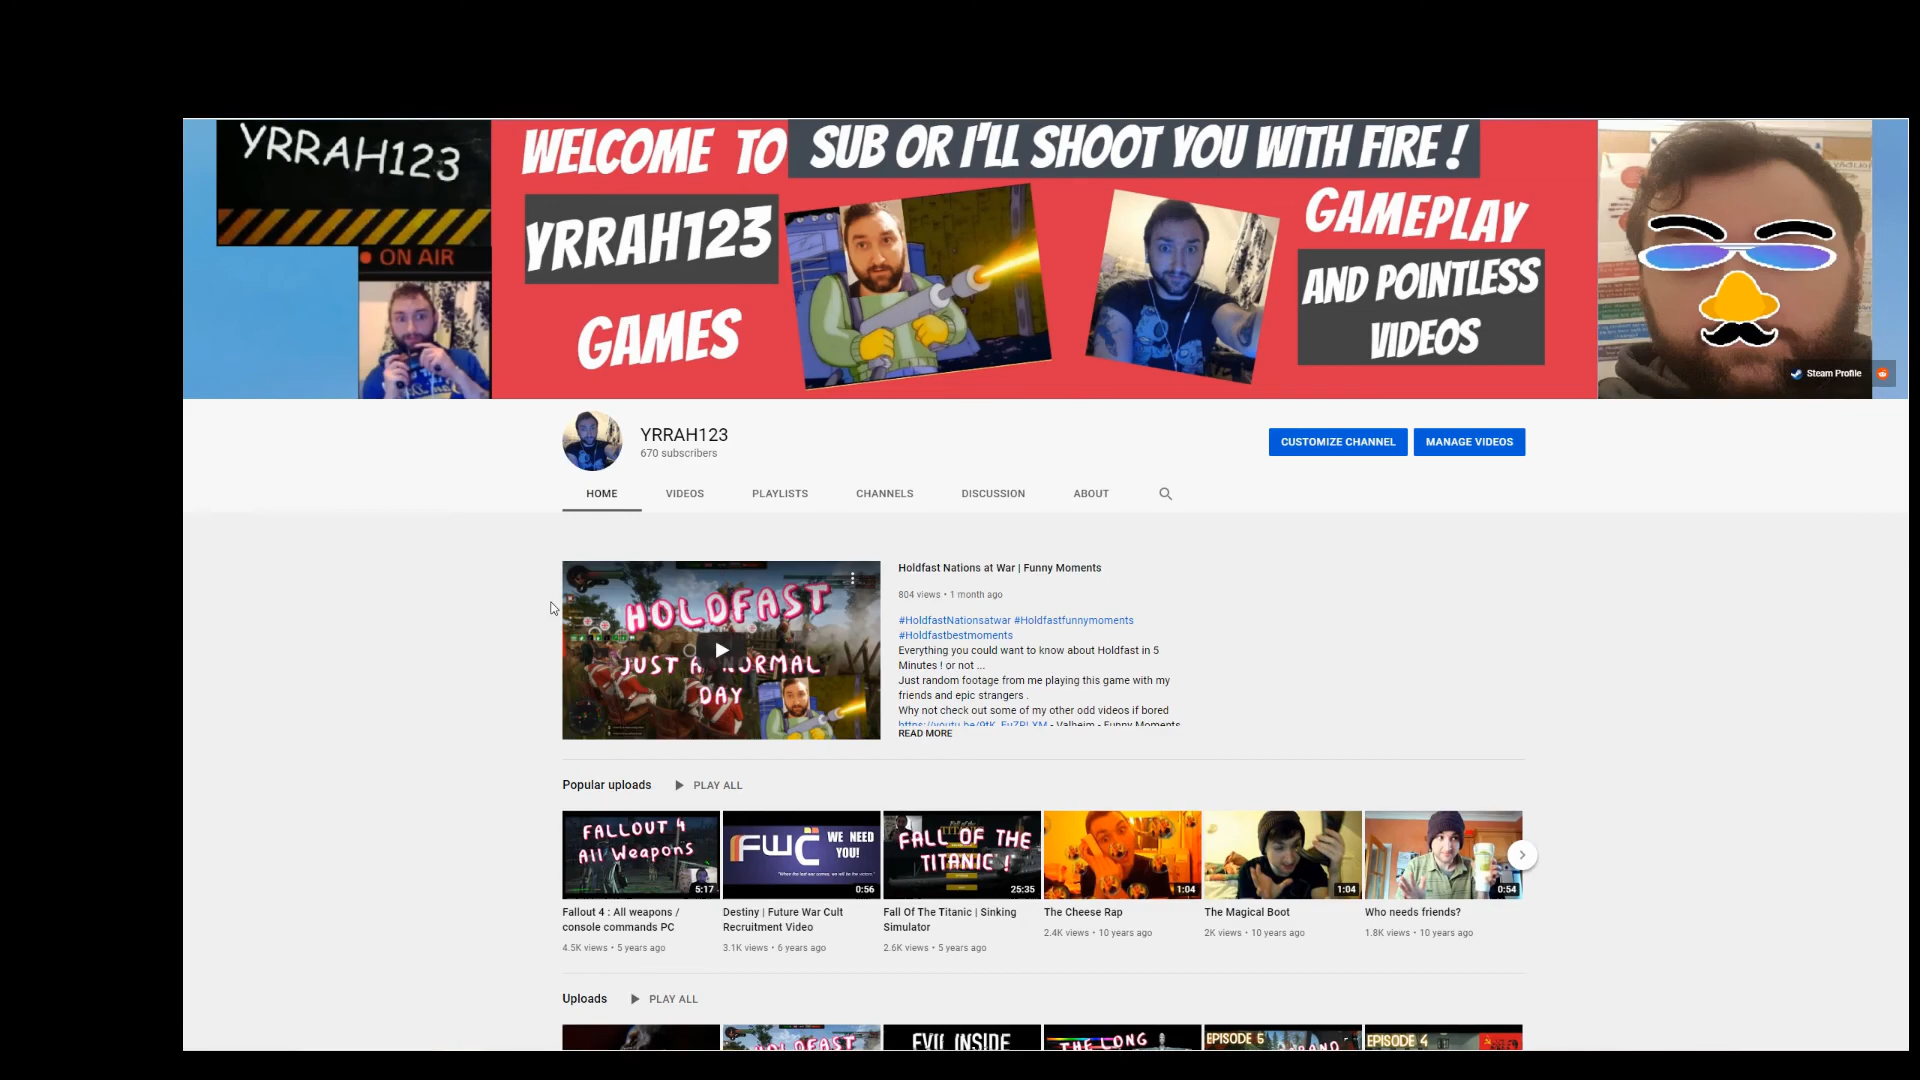 YRRAH123
ON AIR
WELCOME TO
SUB OR I'LL SHOOT YOU WITH FIRE !
YRRAH123
GAMES
GAMEPLAY
AND POINTLESS
VIDEOS
Steam Profile
YRRAH123
670 subscribers
CUSTOMIZE CHANNEL
MANAGE VIDEOS
HOME
VIDEOS
PLAYLISTS
CHANNELS
DISCUSSION
ABOUT
HOLDFAST
JUST A NORMAL
DAY
Holdfast Nations at War | Funny Moments
804 views • 1 month ago
#HoldfastNationsatwar #Holdfastfunnymoments
#Holdfastbestmoments
Everything you could want to know about Holdfast in 5
Minutes ! or not ...
Just random footage from me playing this game with my
friends and epic strangers .
Why not check out some of my other odd videos if bored
- Valheim - Funny Moments
READ MORE
Popular uploads
PLAY ALL
FALLOUT 4
All Weapons
5:17
FWC
WE NEED
YOU!
0:56
FALL OF THE
TITANIC !
25:35
1:04
1:04
0:54
Fallout 4 : All weapons /
console commands PC
4.5K views • 5 years ago
Destiny | Future War Cult
Recruitment Video
3.1K views • 6 years ago
Fall Of The Titanic | Sinking
Simulator
2.6K views • 5 years ago
The Cheese Rap
2.4K views • 10 years ago
The Magical Boot
2K views • 10 years ago
Who needs friends?
1.8K views • 10 years ago
Uploads
PLAY ALL
HOLDFAST
EVIL INSIDE
THE LONG
EPISODE 5
EPISODE 4